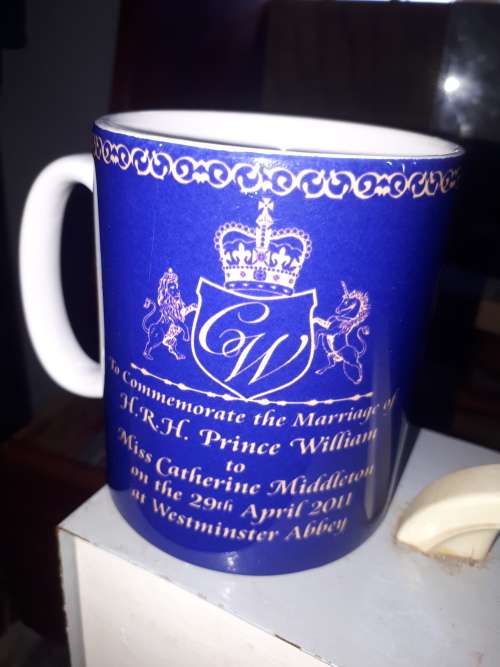 CW
To Commemorate the Marriage of
H.R.H. Prince William
to
Miss Catherine Middleton
on the 29th April 2011
at Westminster Abbey